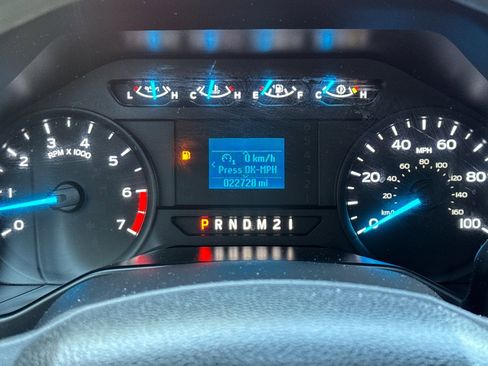 L H C H E F C H
0 1 2 3 4 5 6 7
RPM X 1000
0 km/h
Press OK-MPH
022728 mi
P R N D M 2 1
0 20 40 60 80 100
MPH
km/h 20 40 60 80 100 120 140 160